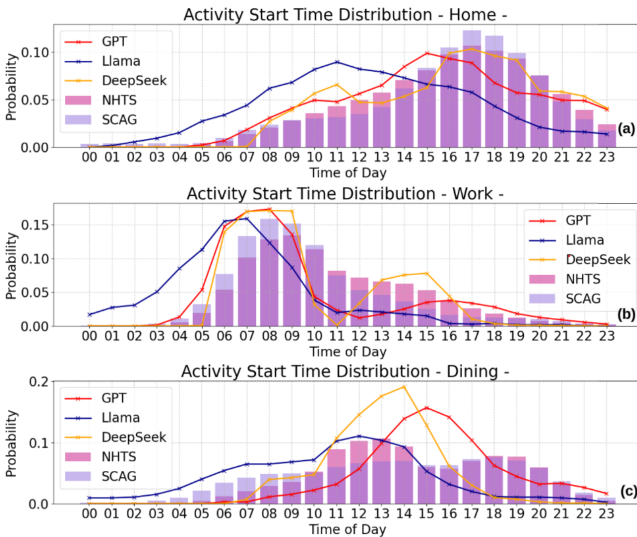 Activity Start Time Distribution - Home -
Probability
0.10
0.05
0.00
GPT
Llama
DeepSeek
NHTS
SCAG
(a)
00 01 02 03 04 05 06 07 08 09 10 11 12 13 14 15 16 17 18 19 20 21 22 23
Time of Day
Activity Start Time Distribution - Work -
Probability
0.15
0.10
0.05
0.00
GPT
Llama
DeepSeek
NHTS
SCAG
(b)
00 01 02 03 04 05 06 07 08 09 10 11 12 13 14 15 16 17 18 19 20 21 22 23
Time of Day
Activity Start Time Distribution - Dining -
Probability
0.2
0.1
0.0
GPT
Llama
DeepSeek
NHTS
SCAG
(c)
00 01 02 03 04 05 06 07 08 09 10 11 12 13 14 15 16 17 18 19 20 21 22 23
Time of Day